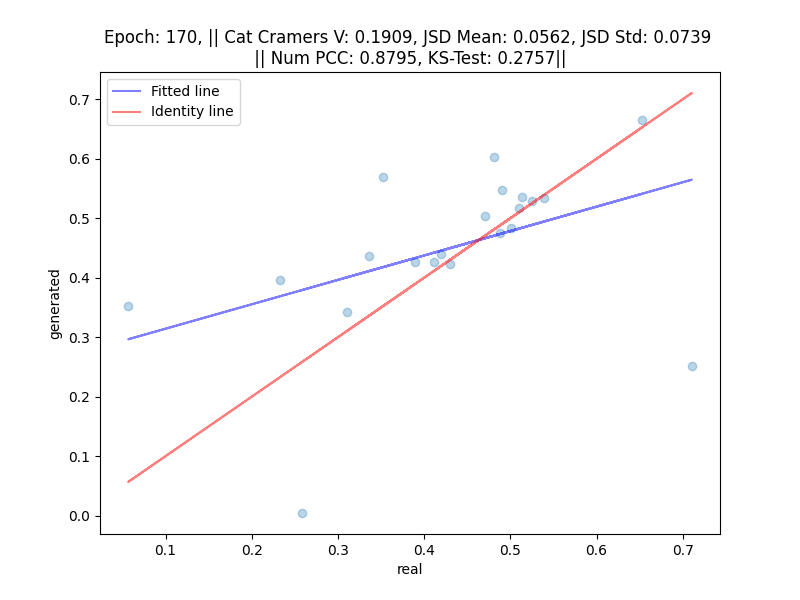 Epoch: 170, || Cat Cramers V: 0.1909, JSD Mean: 0.0562, JSD Std: 0.0739
|| Num PCC: 0.8795, KS-Test: 0.2757||
Fitted line
Identity line
0.7
0.6
0.5
0.4
0.3
0.2
0.1
0.0
generated
0.1 0.2 0.3 0.4 0.5 0.6 0.7
real